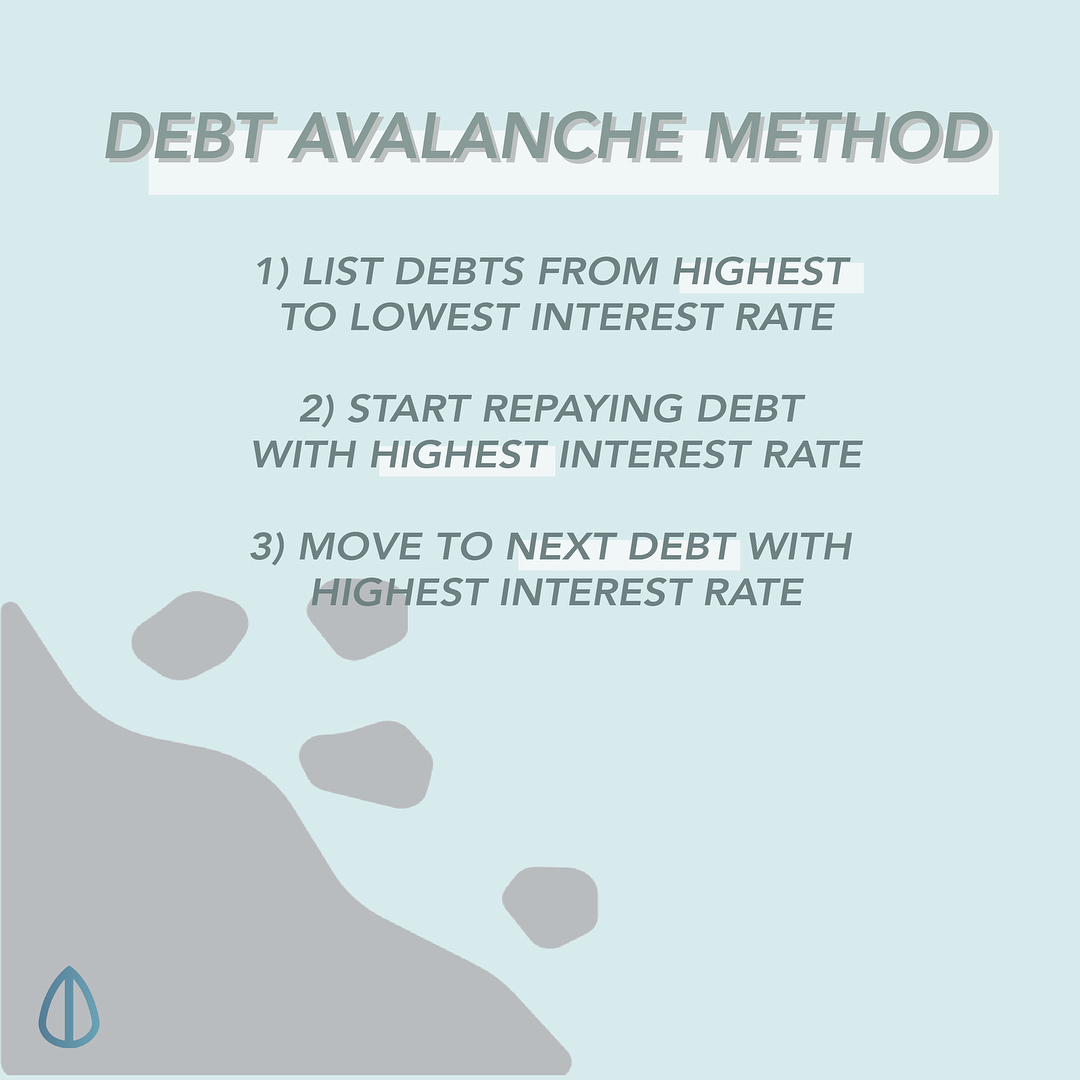 DEBT AVALANCHE METHOD
1) LIST DEBTS FROM HIGHEST
TO LOWEST INTEREST RATE
2) START REPAYING DEBT
WITH HIGHEST INTEREST RATE
3) MOVE TO NEXT DEBT WITH
HIGHEST INTEREST RATE